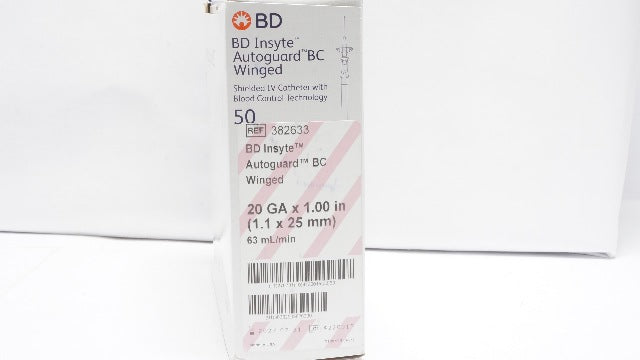 BD
BD Insyte™
Autoguard™BC
Winged
Shielded I.V. Catheter with
Blood Control Technology
50
REF 382633
BD Insyte™
Autoguard™ BC
Winged
20 GA x 1.00 in
(1.1 x 25 mm)
63 mL/min